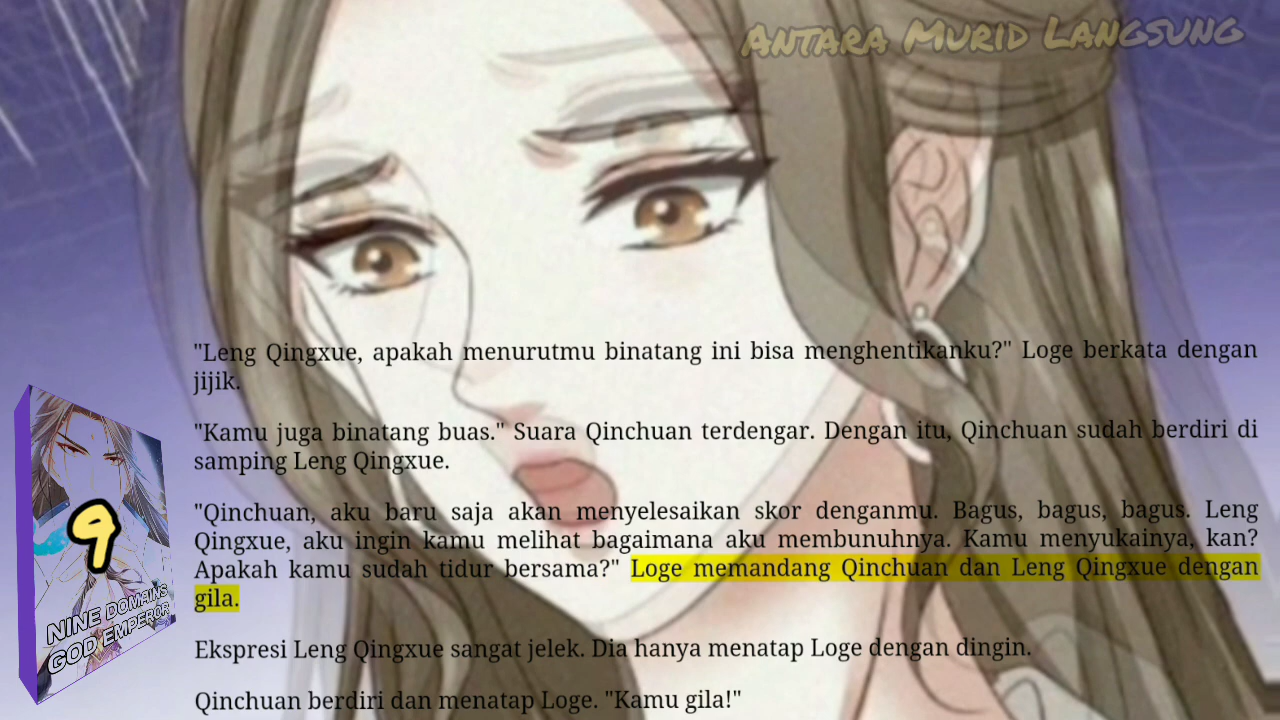 Antara Murid Langsung
"Leng Qingxue, apakah menurutmu binatang ini bisa menghentikanku?" Loge berkata dengan
jijik.
"Kamu juga binatang buas." Suara Qinchuan terdengar. Dengan itu, Qinchuan sudah berdiri di
samping Leng Qingxue.
"Qinchuan, aku baru saja akan menyelesaikan skor denganmu. Bagus, bagus, bagus. Leng
Qingxue, aku ingin kamu melihat bagaimana aku membunuhnya. Kamu menyukainya, kan?
Apakah kamu sudah tidur bersama?" Loge memandang Qinchuan dan Leng Qingxue dengan
gila.
Ekspresi Leng Qingxue sangat jelek. Dia hanya menatap Loge dengan dingin.
Qinchuan berdiri dan menatap Loge. "Kamu gila!"
9
NINE DOMAINS
GOD EMPEROR